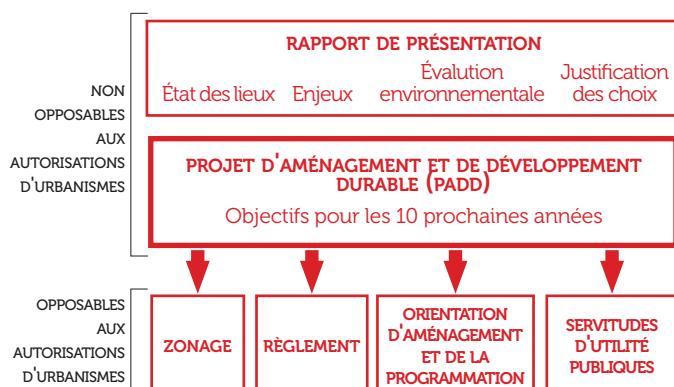 NON
OPPOSABLES
AUX
AUTORISATIONS
D'URBANISMES
RAPPORT DE PRÉSENTATION
État des lieux
Enjeux
Évalution
environnementale
Justification
des choix
PROJET D'AMÉNAGEMENT ET DE DÉVELOPPEMENT
DURABLE (PADD)
Objectifs pour les 10 prochaines années
OPPOSABLES
AUX
AUTORISATIONS
D'URBANISMES
ZONAGE
RÈGLEMENT
ORIENTATION
D'AMÉNAGEMENT
ET DE LA
PROGRAMMATION
SERVITUDES
D'UTILITÉ
PUBLIQUES